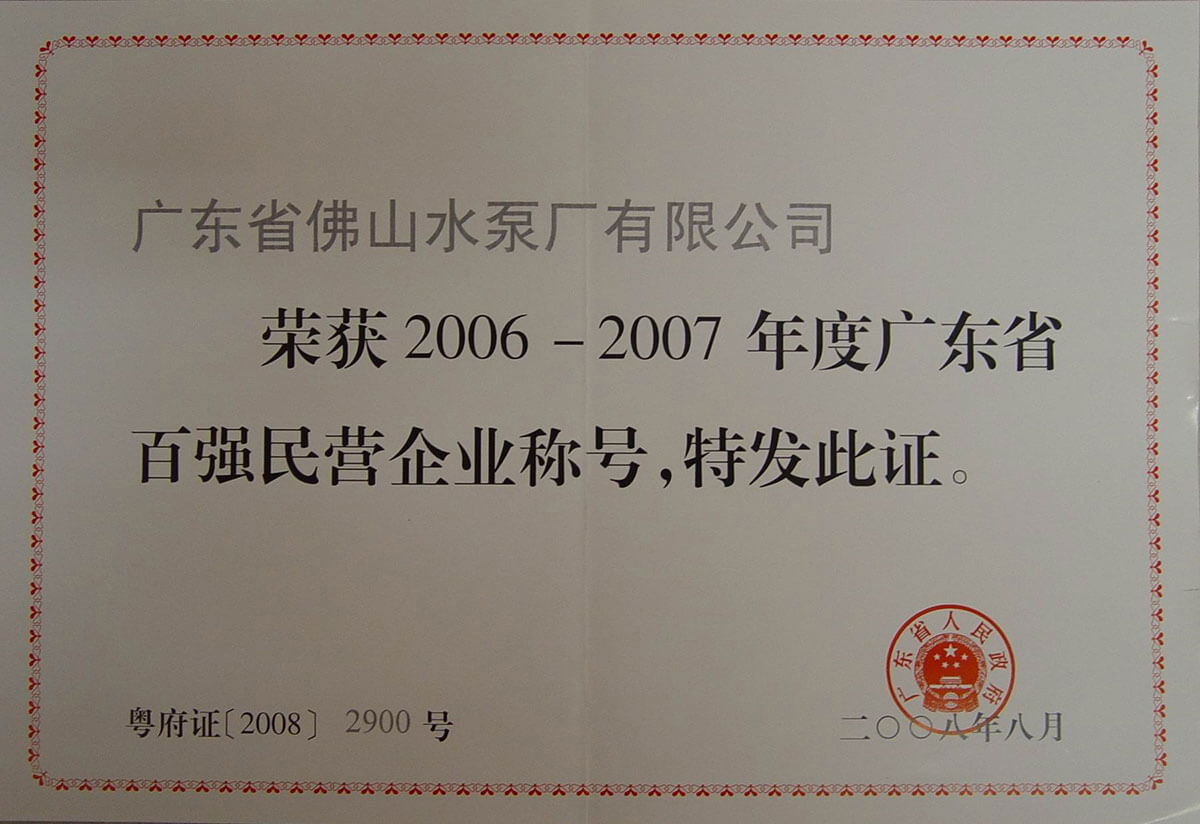 广东省佛山水泵厂有限公司
荣获 2006 - 2007 年度广东省
百强民营企业称号,特发此证。
广东省人民政府
粤府证〔2008〕 2900 号
二〇〇八年八月